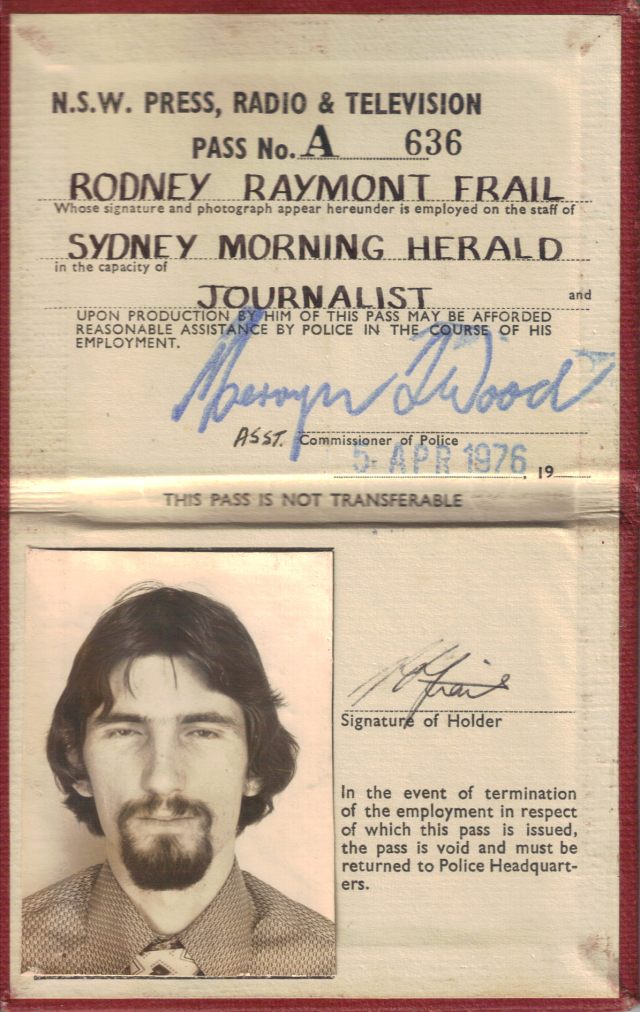 N.S.W. PRESS, RADIO & TELEVISION
PASS No. A 636
RODNEY RAYMONT FRAIL
Whose signature and photograph appear hereunder is employed on the staff of
SYDNEY MORNING HERALD
in the capacity of
JOURNALIST and
UPON PRODUCTION BY HIM OF THIS PASS MAY BE AFFORDED
REASONABLE ASSISTANCE BY POLICE IN THE COURSE OF HIS
EMPLOYMENT.
Mervyn T Wood
ASST. Commissioner of Police
5 APR 1976 , 19
THIS PASS IS NOT TRANSFERABLE
R Frail
Signature of Holder
In the event of termination
of the employment in respect
of which this pass is issued,
the pass is void and must be
returned to Police Headquart-
ers.